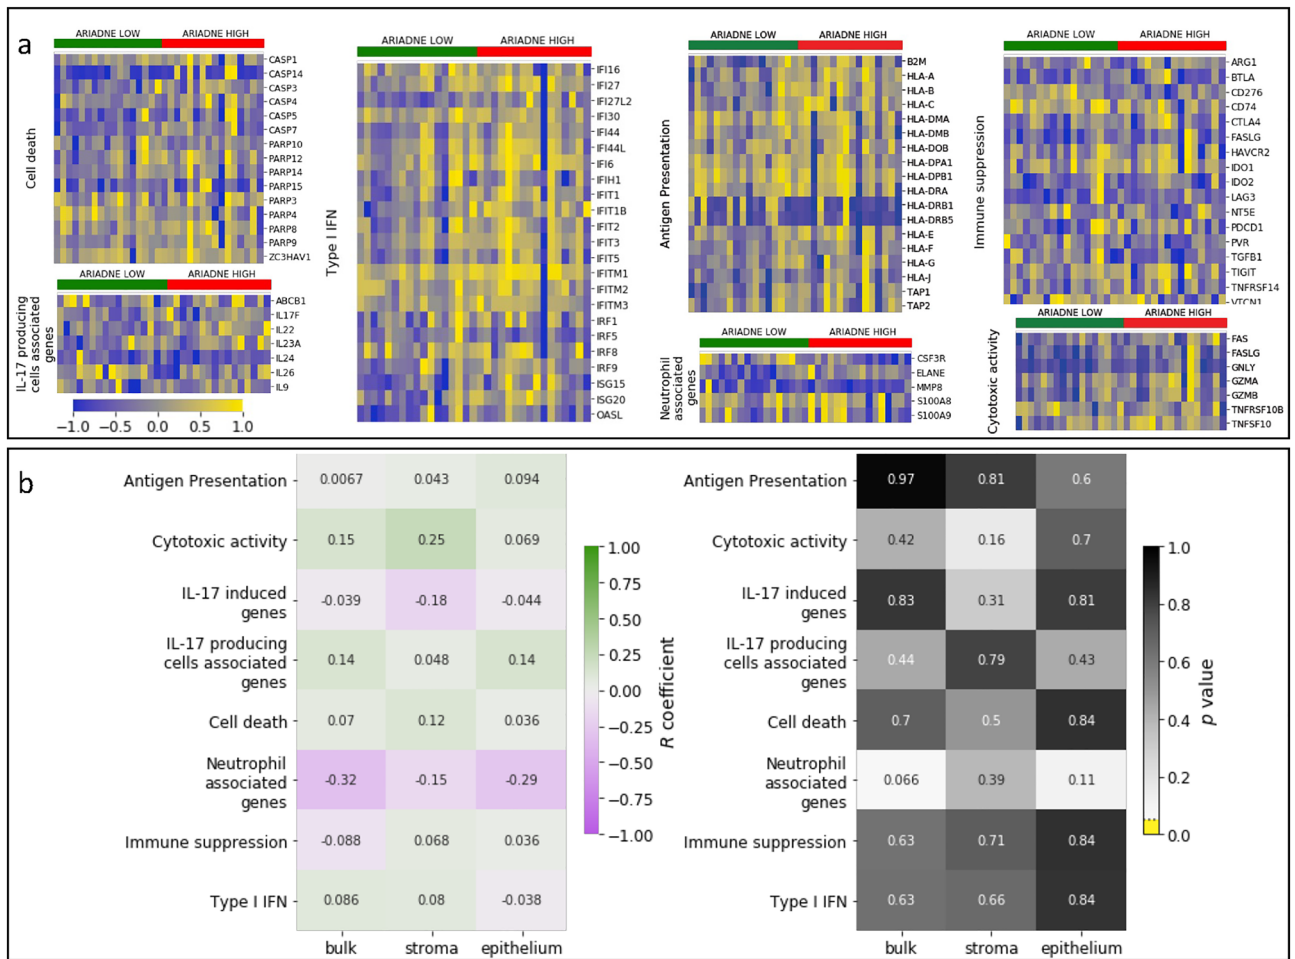 a
ARIADNE LOW ARIADNE HIGH
Cell death
CASP1
CASP14
CASP3
CASP4
CASP5
CASP7
PARP10
PARP12
PARP14
PARP15
PARP3
PARP4
PARP8
PARP9
ZC3HAV1
ARIADNE LOW ARIADNE HIGH
IL-17 producing
cells associated
genes
ABCB1
IL17F
IL22
IL23A
IL24
IL26
IL9
−1.0 −0.5 0.0 0.5 1.0
ARIADNE LOW ARIADNE HIGH
Type I IFN
IFI16
IFI27
IFI27L2
IFI30
IFI44
IFI44L
IFI6
IFIH1
IFIT1
IFIT1B
IFIT2
IFIT3
IFIT5
IFITM1
IFITM2
IFITM3
IRF1
IRF5
IRF8
IRF9
ISG15
ISG20
OASL
ARIADNE LOW ARIADNE HIGH
Antigen Presentation
B2M
HLA-A
HLA-B
HLA-C
HLA-DMA
HLA-DMB
HLA-DOB
HLA-DPA1
HLA-DPB1
HLA-DRA
HLA-DRB1
HLA-DRB5
HLA-E
HLA-F
HLA-G
HLA-J
TAP1
TAP2
ARIADNE LOW ARIADNE HIGH
Neutrophil
associated
genes
CSF3R
ELANE
MMP8
S100A8
S100A9
ARIADNE LOW ARIADNE HIGH
Immune suppression
ARG1
BTLA
CD276
CD74
CTLA4
FASLG
HAVCR2
IDO1
IDO2
LAG3
NT5E
PDCD1
PVR
TGFB1
TIGIT
TNFRSF14
VTCN1
ARIADNE LOW ARIADNE HIGH
Cytotoxic activity
FAS
FASLG
GNLY
GZMA
GZMB
TNFRSF10B
TNFSF10
b
Antigen Presentation 0.0067 0.043 0.094
Cytotoxic activity 0.15 0.25 0.069
IL-17 induced
genes
-0.039 -0.18 -0.044
IL-17 producing
cells associated
genes
0.14 0.048 0.14
Cell death 0.07 0.12 0.036
Neutrophil
associated
genes
-0.32 -0.15 -0.29
Immune suppression -0.088 0.068 0.036
Type I IFN 0.086 0.08 -0.038
bulk stroma epithelium
1.00
0.75
0.50
0.25
0.00
−0.25
−0.50
−0.75
−1.00
R coefficient
Antigen Presentation 0.97 0.81 0.6
Cytotoxic activity 0.42 0.16 0.7
IL-17 induced
genes
0.83 0.31 0.81
IL-17 producing
cells associated
genes
0.44 0.79 0.43
Cell death 0.7 0.5 0.84
Neutrophil
associated
genes
0.066 0.39 0.11
Immune suppression 0.63 0.71 0.84
Type I IFN 0.63 0.66 0.84
bulk stroma epithelium
1.0
0.8
0.6
0.4
0.2
0.0
p value